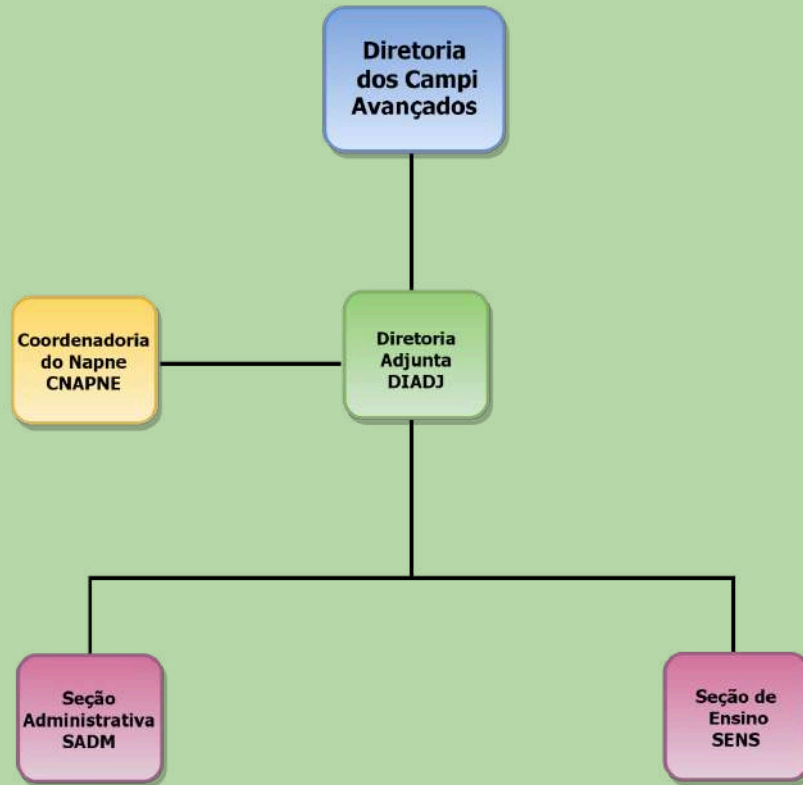 Diretoria
dos Campi
Avançados
Coordenadoria
do Napne
CNAPNE
Diretoria
Adjunta
DIADJ
Seção
Administrativa
SADM
Seção de
Ensino
SENS